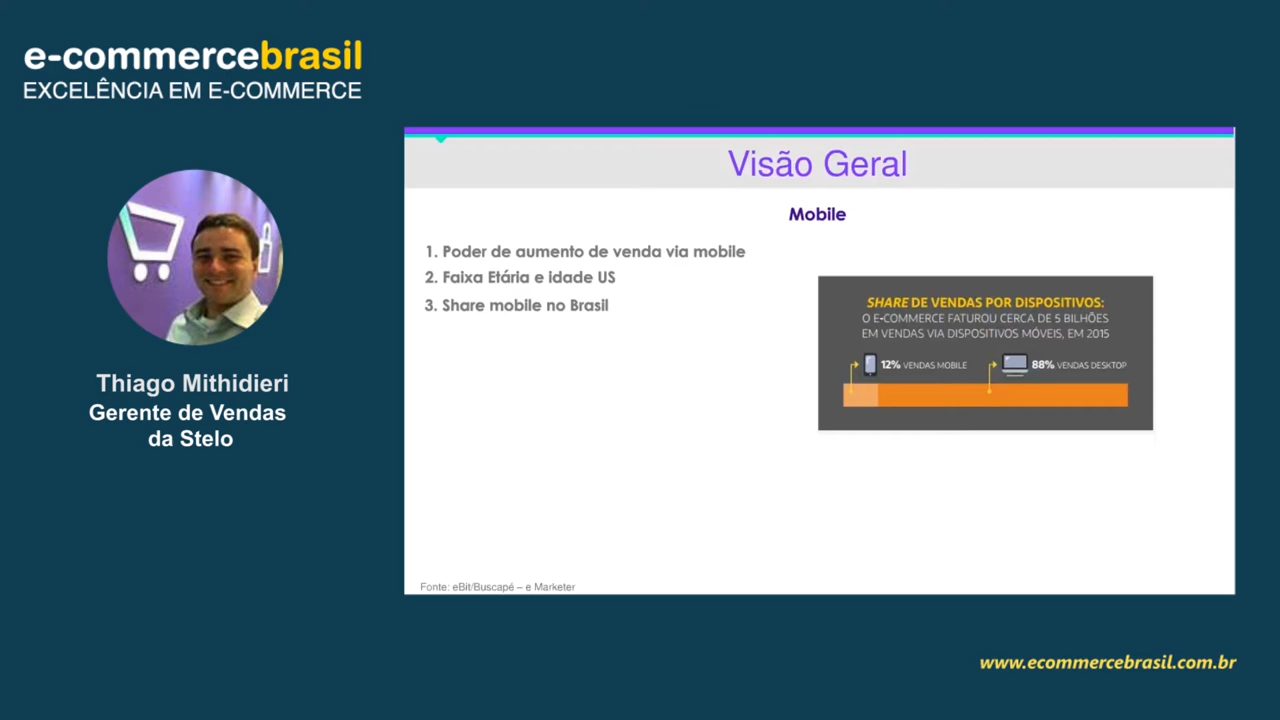 e-commercebrasil
EXCELÊNCIA EM E-COMMERCE
Thiago Mithidieri
Gerente de Vendas
da Stelo
Visão Geral
Mobile
1. Poder de aumento de venda via mobile
2. Faixa Etária e idade US
3. Share mobile no Brasil
SHARE DE VENDAS POR DISPOSITIVOS:
O E-COMMERCE FATUROU CERCA DE 5 BILHÕES
EM VENDAS VIA DISPOSITIVOS MÓVEIS, EM 2015
12% VENDAS MOBILE
88% VENDAS DESKTOP
Fonte: eBit/Buscapé – e Marketer
www.ecommercebrasil.com.br